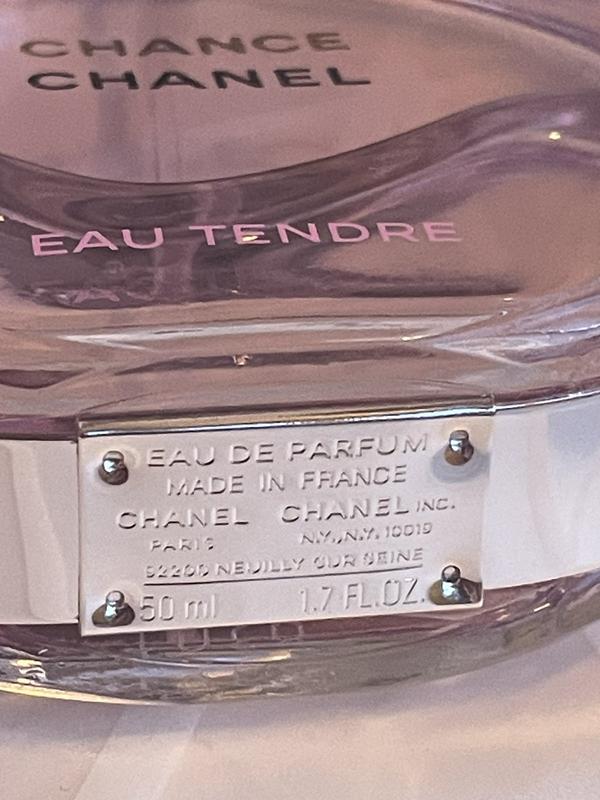 CHANCE
CHANEL
EAU TENDRE
EAU DE PARFUM
MADE IN FRANCE
CHANEL CHANEL INC.
PARIS N.Y., N.Y. 10019
92200 NEUILLY SUR SEINE
50 ml 1.7 FL.OZ.